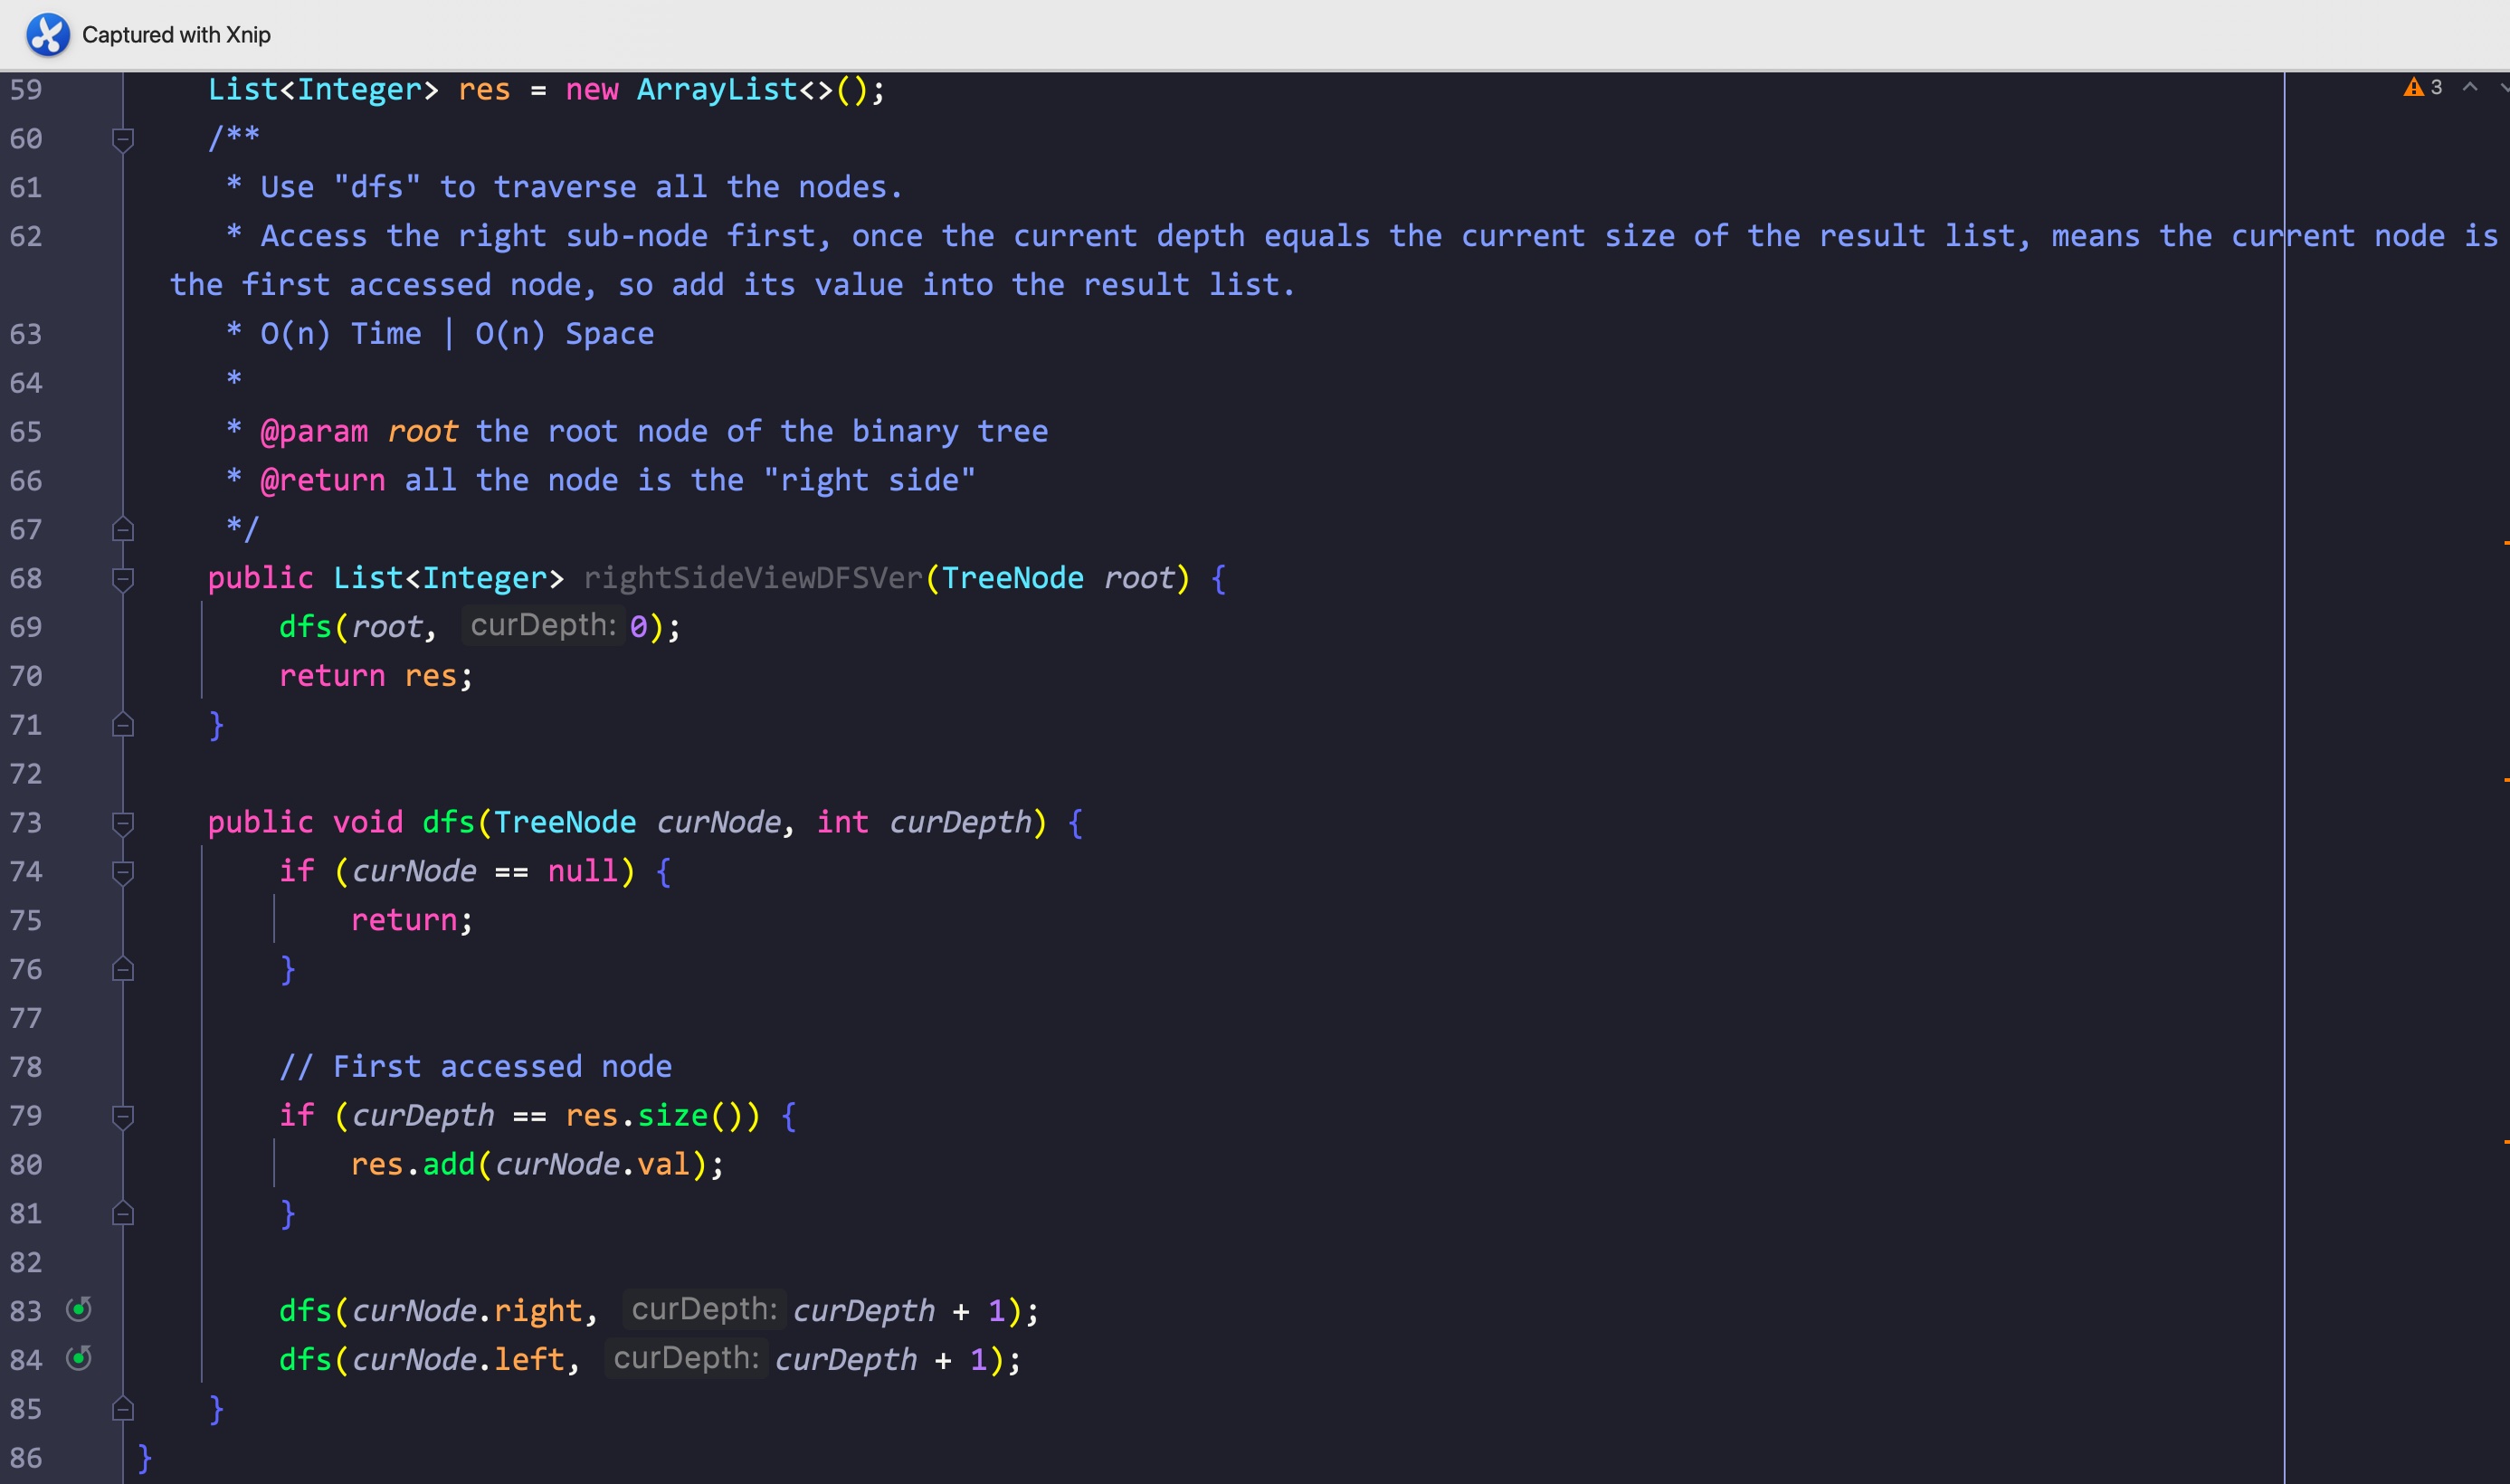 Captured with Xnip
59 List<Integer> res = new ArrayList<>();
3
60 /**
61 * Use "dfs" to traverse all the nodes.
62 * Access the right sub-node first, once the current depth equals the current size of the result list, means the current node is
the first accessed node, so add its value into the result list.
63 * O(n) Time | O(n) Space
64 *
65 * @param root the root node of the binary tree
66 * @return all the node is the "right side"
67 */
68 public List<Integer> rightSideViewDFSVer(TreeNode root) {
69 dfs(root, curDepth: 0);
70 return res;
71 }
72
73 public void dfs(TreeNode curNode, int curDepth) {
74 if (curNode == null) {
75 return;
76 }
77
78 // First accessed node
79 if (curDepth == res.size()) {
80 res.add(curNode.val);
81 }
82
83 dfs(curNode.right, curDepth: curDepth + 1);
84 dfs(curNode.left, curDepth: curDepth + 1);
85 }
86 }